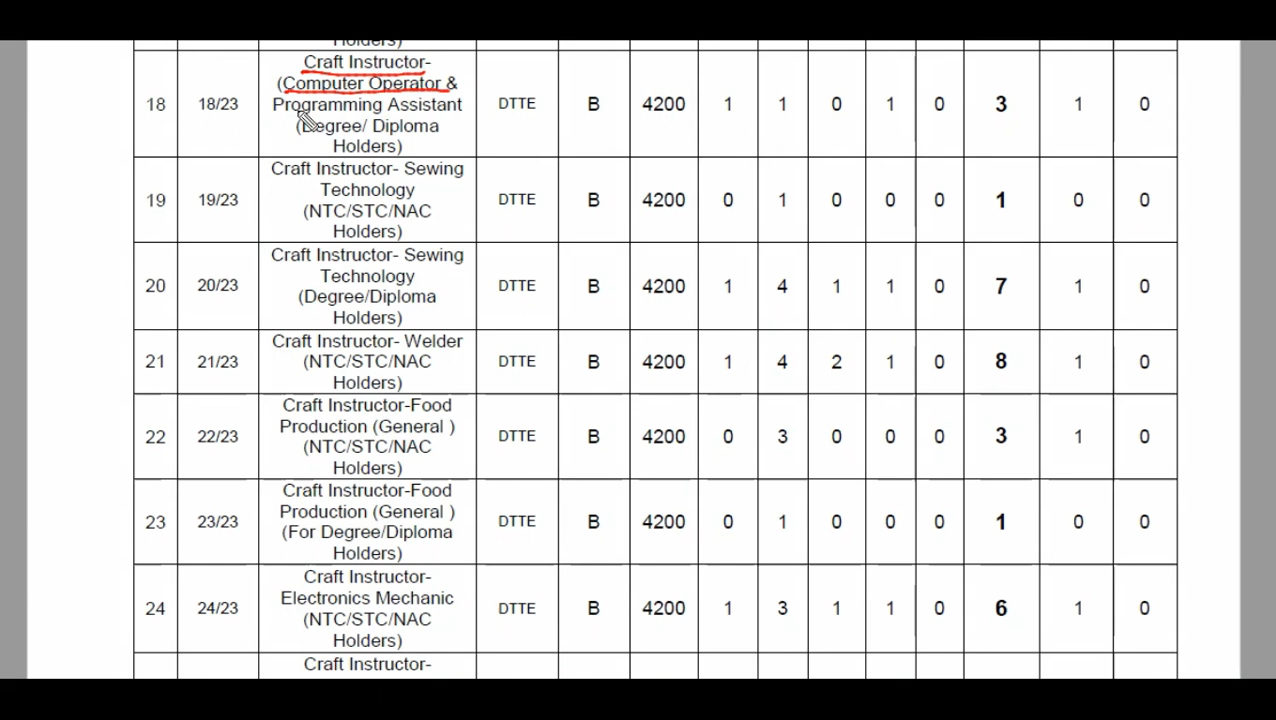 Holders)
18 18/23 Craft Instructor-
(Computer Operator &
Programming Assistant
(Degree/ Diploma
Holders) DTTE B 4200 1 1 0 1 0 3 1 0
19 19/23 Craft Instructor- Sewing
Technology
(NTC/STC/NAC
Holders) DTTE B 4200 0 1 0 0 0 1 0 0
20 20/23 Craft Instructor- Sewing
Technology
(Degree/Diploma
Holders) DTTE B 4200 1 4 1 1 0 7 1 0
21 21/23 Craft Instructor- Welder
(NTC/STC/NAC
Holders) DTTE B 4200 1 4 2 1 0 8 1 0
22 22/23 Craft Instructor-Food
Production (General )
(NTC/STC/NAC
Holders) DTTE B 4200 0 3 0 0 0 3 1 0
23 23/23 Craft Instructor-Food
Production (General )
(For Degree/Diploma
Holders) DTTE B 4200 0 1 0 0 0 1 0 0
24 24/23 Craft Instructor-
Electronics Mechanic
(NTC/STC/NAC
Holders) DTTE B 4200 1 3 1 1 0 6 1 0
Craft Instructor-